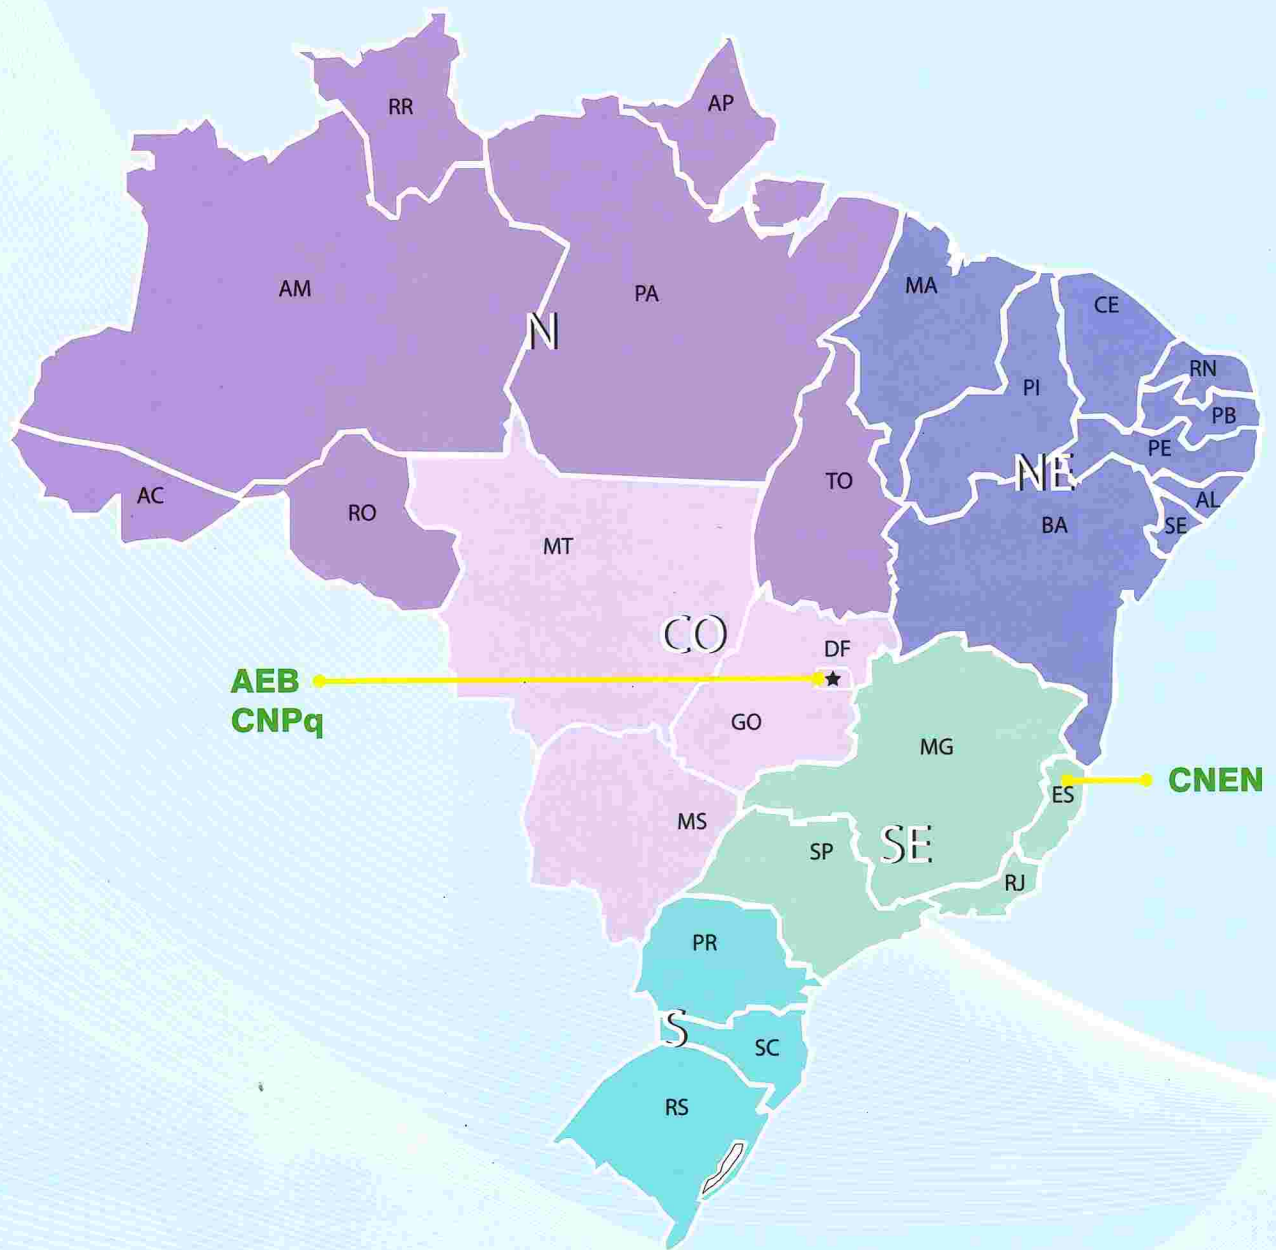 RR
AP
AM
PA
N
MA
CE
RN
PI
PB
PE
NE
AC
TO
AL
RO
BA
SE
MT
CO
DF
AEB
CNPq
GO
MG
CNEN
ES
MS
SP
SE
RJ
PR
S
SC
RS